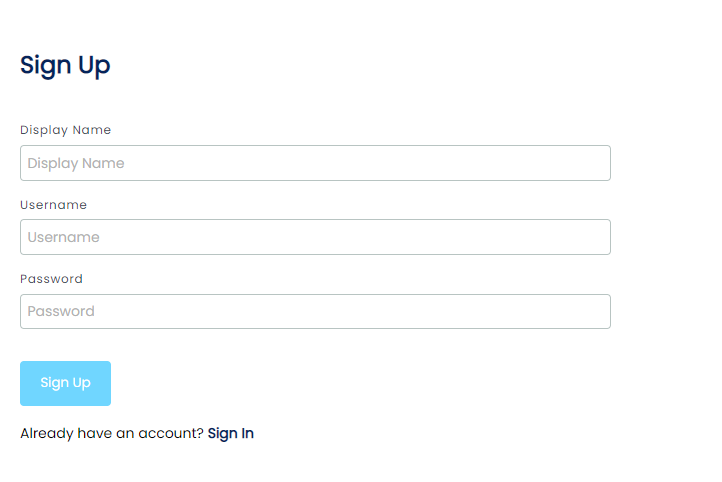 Sign Up
Display Name
Display Name
Username
Username
Password
Password
Sign Up
Already have an account? Sign In